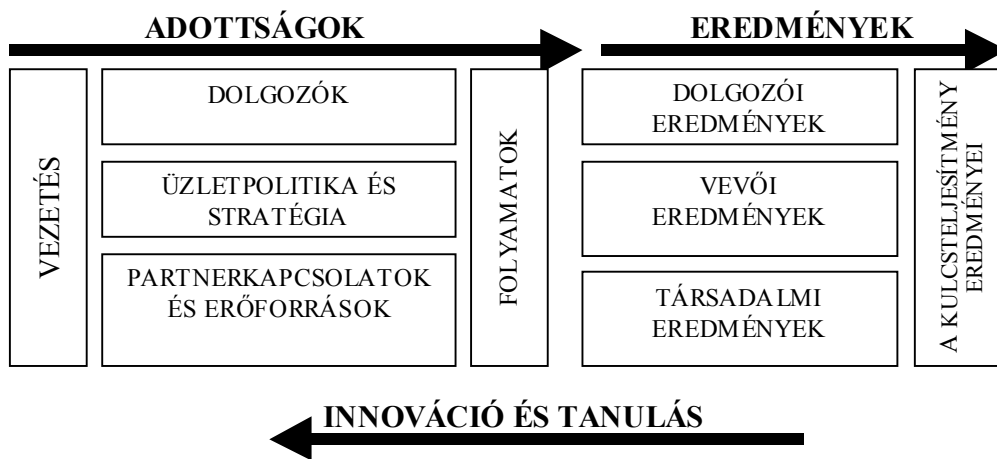 ADOTTSÁGOK
EREDMÉNYEK
VEZETÉS
DOLGOZÓK
ÜZLETPOLITIKA ÉS
STRATÉGIA
PARTNERKAPCSOLATOK
ÉS ERŐFORRÁSOK
FOLYAMATOK
DOLGOZÓI
EREDMÉNYEK
VEVŐI
EREDMÉNYEK
TÁRSADALMI
EREDMÉNYEK
A KULCSTELJESÍTMÉNY
EREDMÉNYEI
INNOVÁCIÓ ÉS TANULÁS